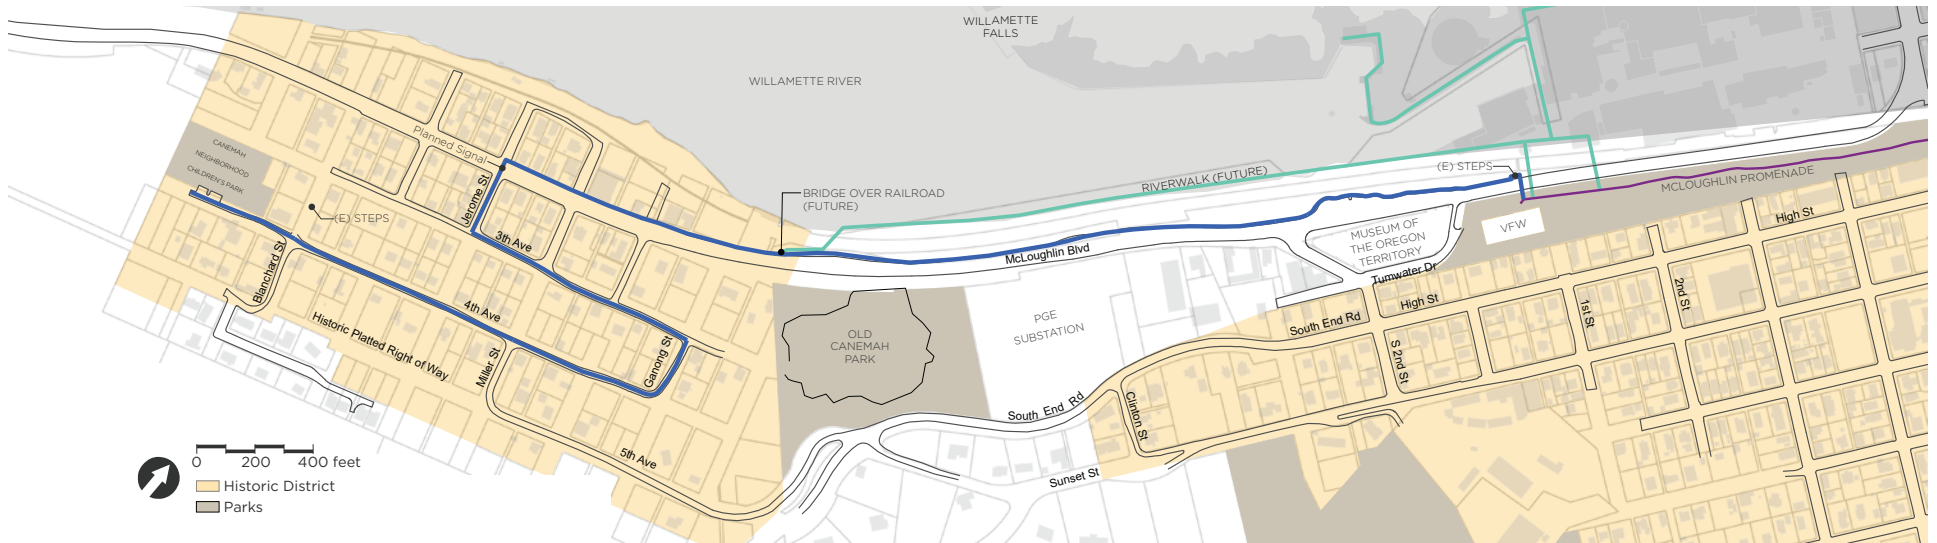 WILLAMETTE
FALLS
WILLAMETTE RIVER
Planned Signal
CANEMAH
NEIGHBORHOOD
CHILDREN'S PARK
(E) STEPS
Jerome St
3th Ave
BRIDGE OVER RAILROAD
(FUTURE)
RIVERWALK (FUTURE)
(E) STEPS
MCLOUGHLIN PROMENADE
VFW
MUSEUM OF
THE OREGON
TERRITORY
McLoughlin Blvd
Tumwater Dr
High St
High St
2nd St
1st St
South End Rd
S 2nd St
Blanchard St
4th Ave
Historic Platted Right of Way
Miller St
Ganong St
OLD
CANEMAH
PARK
PGE
SUBSTATION
South End Rd
Clinton St
Sunset St
5th Ave
0 200 400 feet
Historic District
Parks